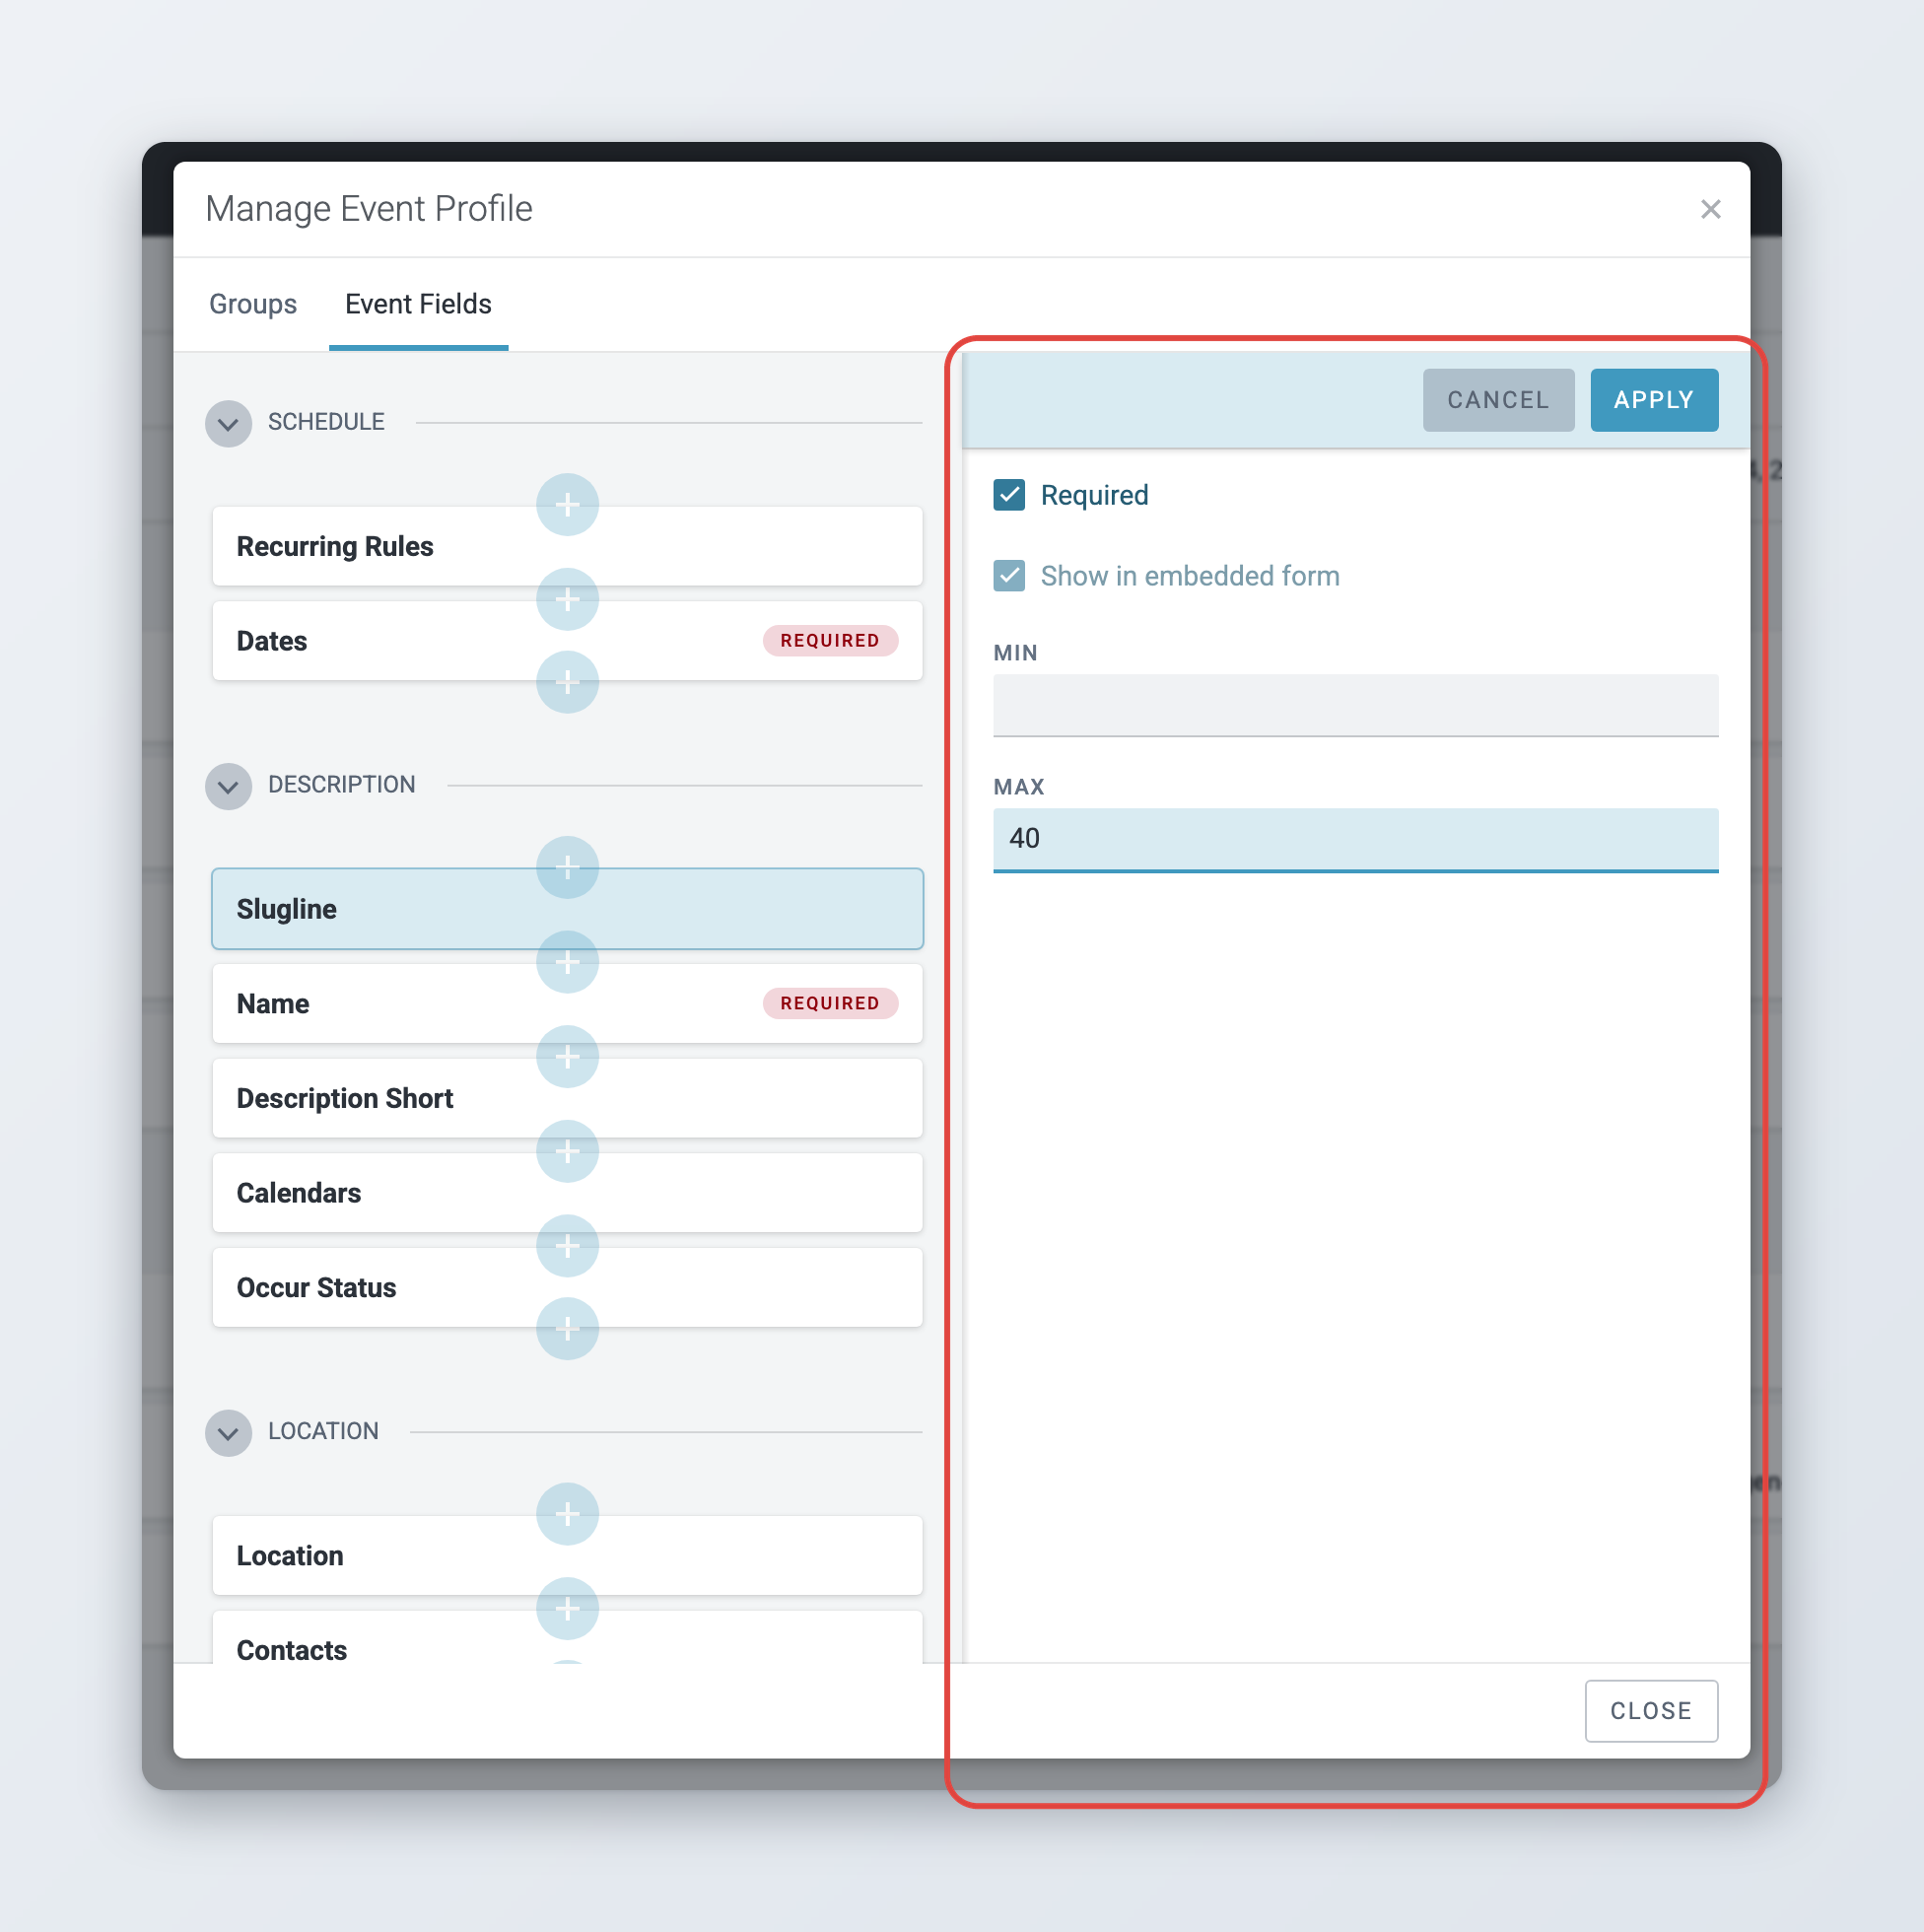 Manage Event Profile
Groups
Event Fields
CANCEL
APPLY
SCHEDULE
Recurring Rules
Dates
REQUIRED
DESCRIPTION
Slugline
Name
REQUIRED
Description Short
Calendars
Occur Status
LOCATION
Location
Contacts
Required
Show in embedded form
MIN
MAX
40
CLOSE